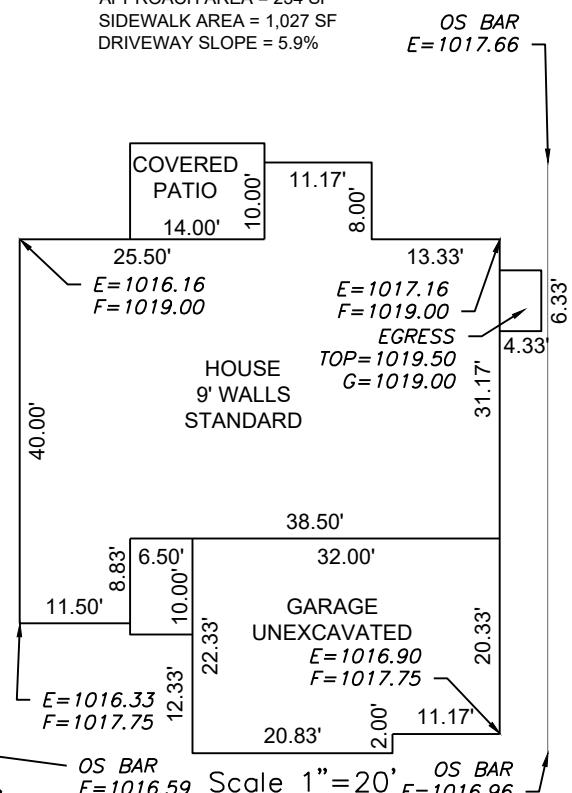 SIDEWALK AREA = 1,027 SF
DRIVEWAY SLOPE = 5.9%
OS BAR
E=1017.66
COVERED
PATIO
14.00'
10.00'
11.17'
8.00'
25.50'
13.33'
E=1016.16
F=1019.00
E=1017.16
F=1019.00
EGRESS
TOP=1019.50
G=1019.00
6.33'
4.33'
HOUSE
9' WALLS
STANDARD
40.00'
31.17'
38.50'
8.83'
6.50'
10.00'
32.00'
11.50'
22.33'
GARAGE
UNEXCAVATED
E=1016.90
F=1017.75
20.33'
E=1016.33
F=1017.75
12.33'
20.83'
2.00'
11.17'
OS BAR
E=1016.59
Scale 1"=20'
OS BAR
E=1016.96